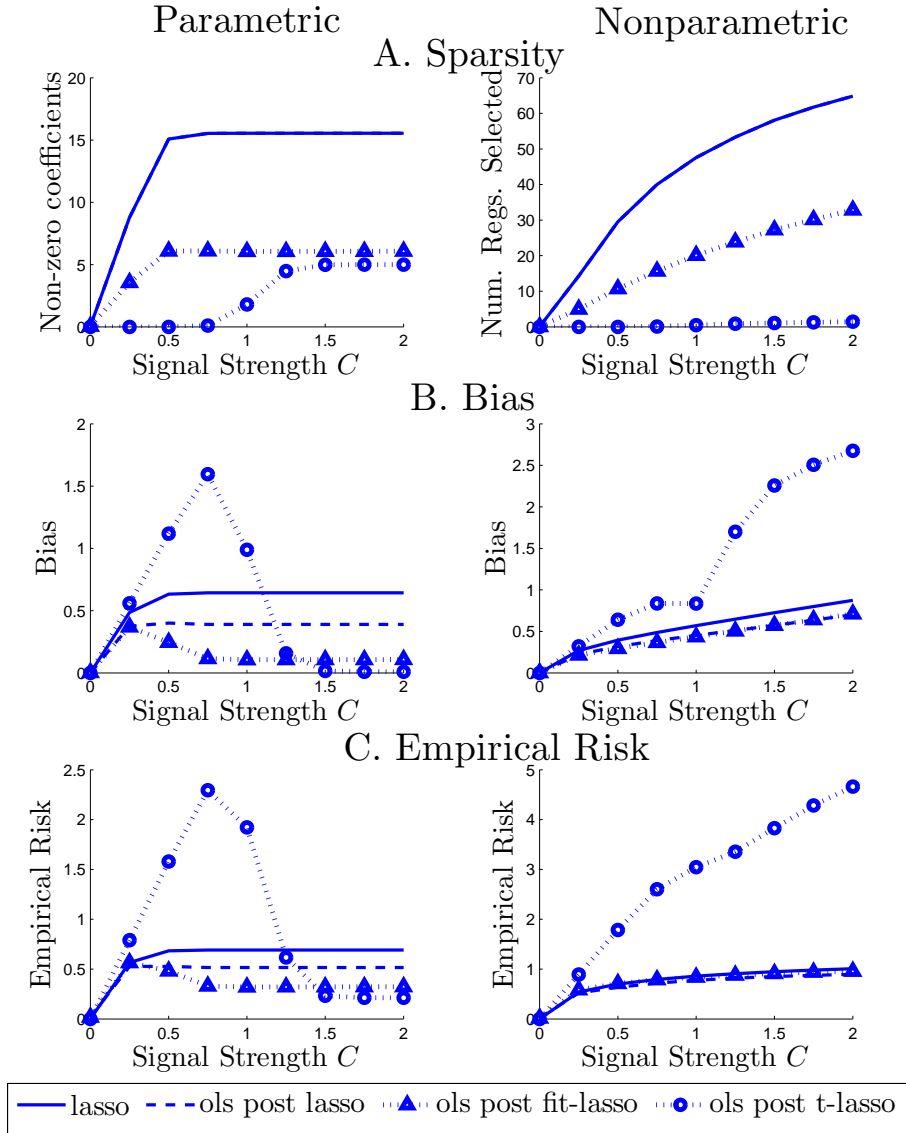 Parametric
Nonparametric
A. Sparsity
Non-zero coefficients
20
15
10
5
0
0 0.5 1 1.5 2
Signal Strength C
Num. Regs. Selected
70
60
50
40
30
20
10
0
0 0.5 1 1.5 2
Signal Strength C
B. Bias
Bias
2
1.5
1
0.5
0
0 0.5 1 1.5 2
Signal Strength C
Bias
3
2.5
2
1.5
1
0.5
0
0 0.5 1 1.5 2
Signal Strength C
C. Empirical Risk
Empirical Risk
2.5
2
1.5
1
0.5
0
0 0.5 1 1.5 2
Signal Strength C
Empirical Risk
5
4
3
2
1
0
0 0.5 1 1.5 2
Signal Strength C
lasso ols post lasso ols post fit-lasso ols post t-lasso